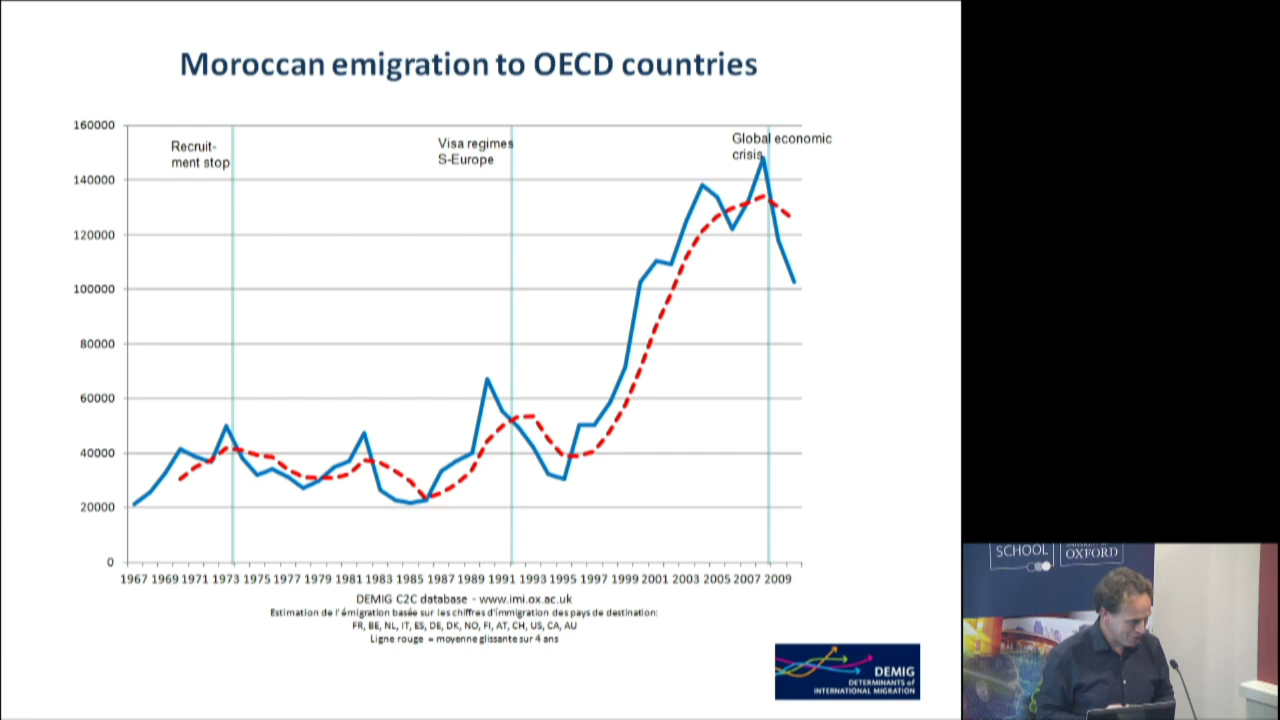 Moroccan emigration to OECD countries
160000
140000
120000
100000
80000
60000
40000
20000
0
Recruit-
ment stop
Visa regimes
S-Europe
Global economic
crisis
1967 1969 1971 1973 1975 1977 1979 1981 1983 1985 1987 1989 1991 1993 1995 1997 1999 2001 2003 2005 2007 2009
DEMIG C2C database - www.imi.ox.ac.uk
Estimation de l'émigration basée sur les chiffres d'immigration des pays de destination:
FR, BE, NL, IT, ES, DE, DK, NO, FI, AT, CH, US, CA, AU
Ligne rouge = moyenne glissante sur 4 ans
DEMIG
DETERMINANTS of
INTERNATIONAL MIGRATION
SCHOOL
UNIVERSITY OF
OXFORD